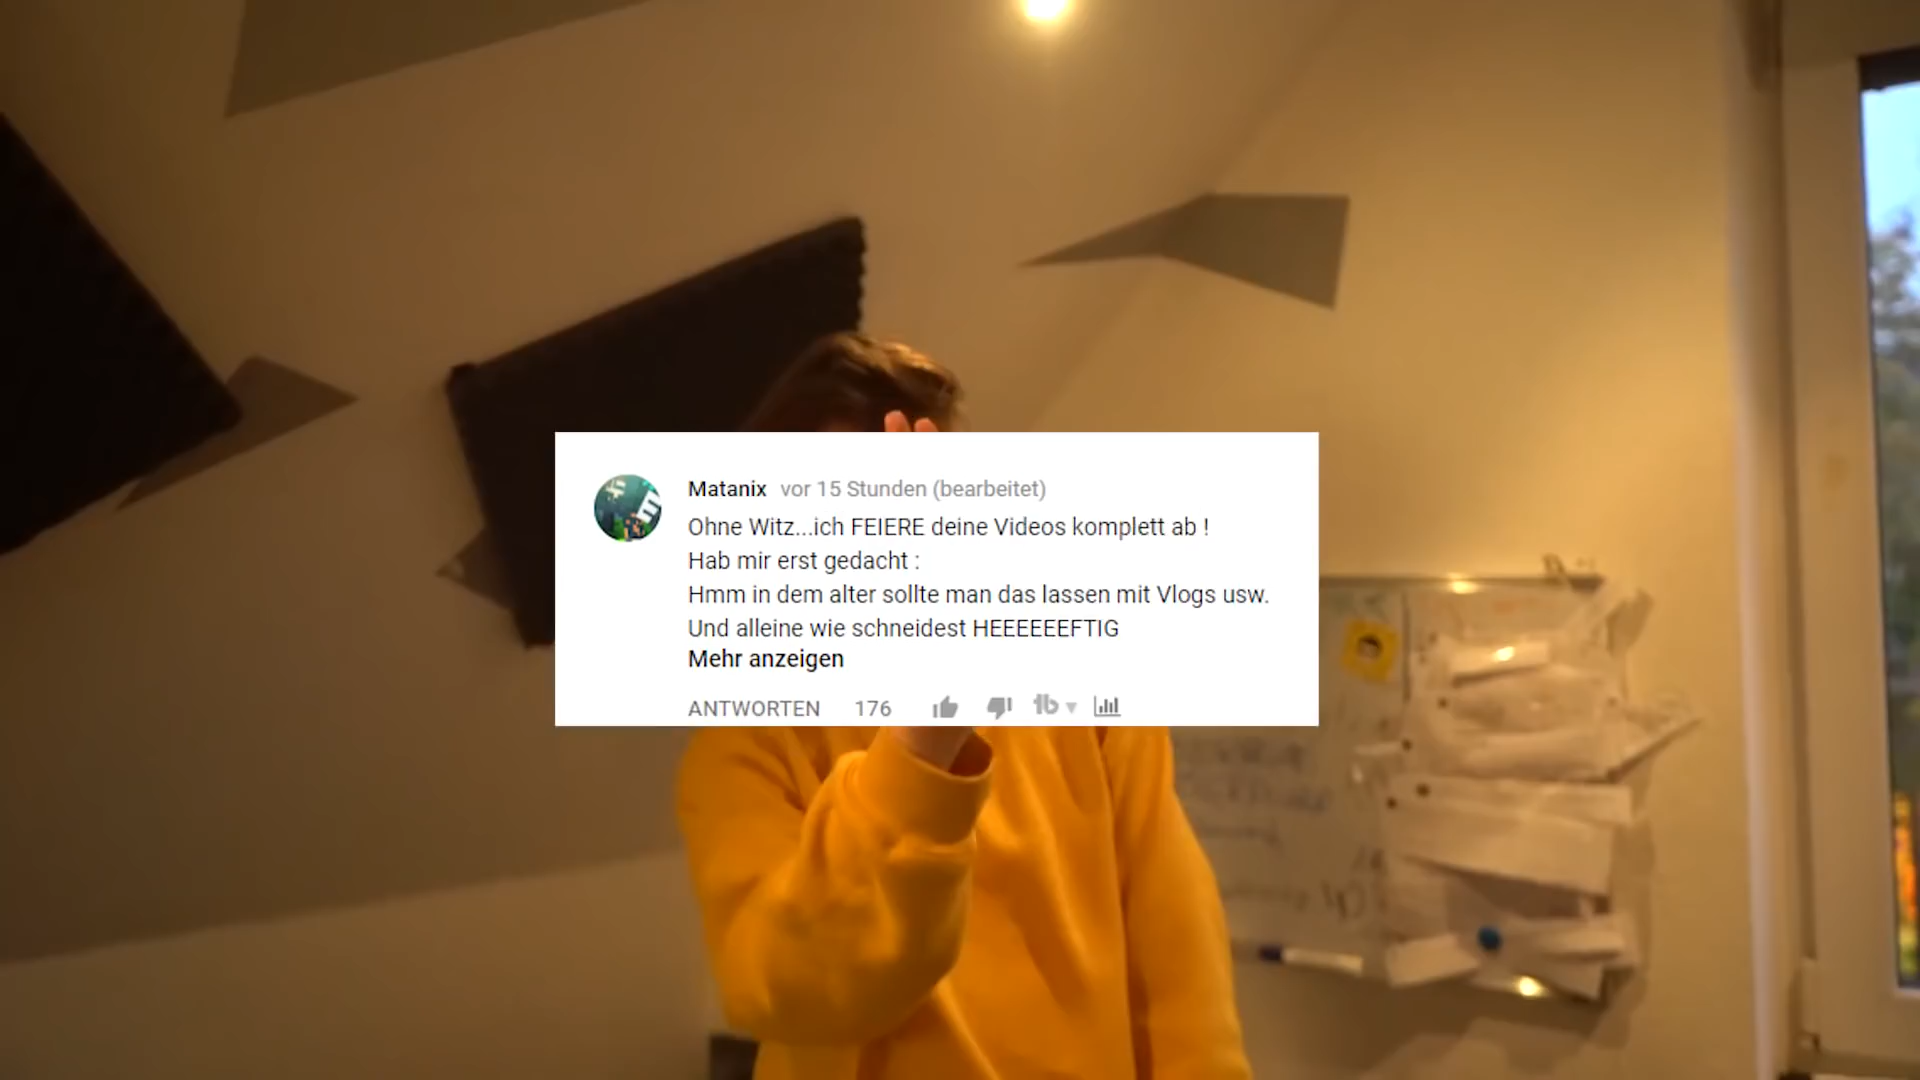 Matanix vor 15 Stunden (bearbeitet)
Ohne Witz...ich FEIERE deine Videos komplett ab !
Hab mir erst gedacht :
Hmm in dem alter sollte man das lassen mit Vlogs usw.
Und alleine wie schneidest HEEEEEEFTIG
Mehr anzeigen
ANTWORTEN 176